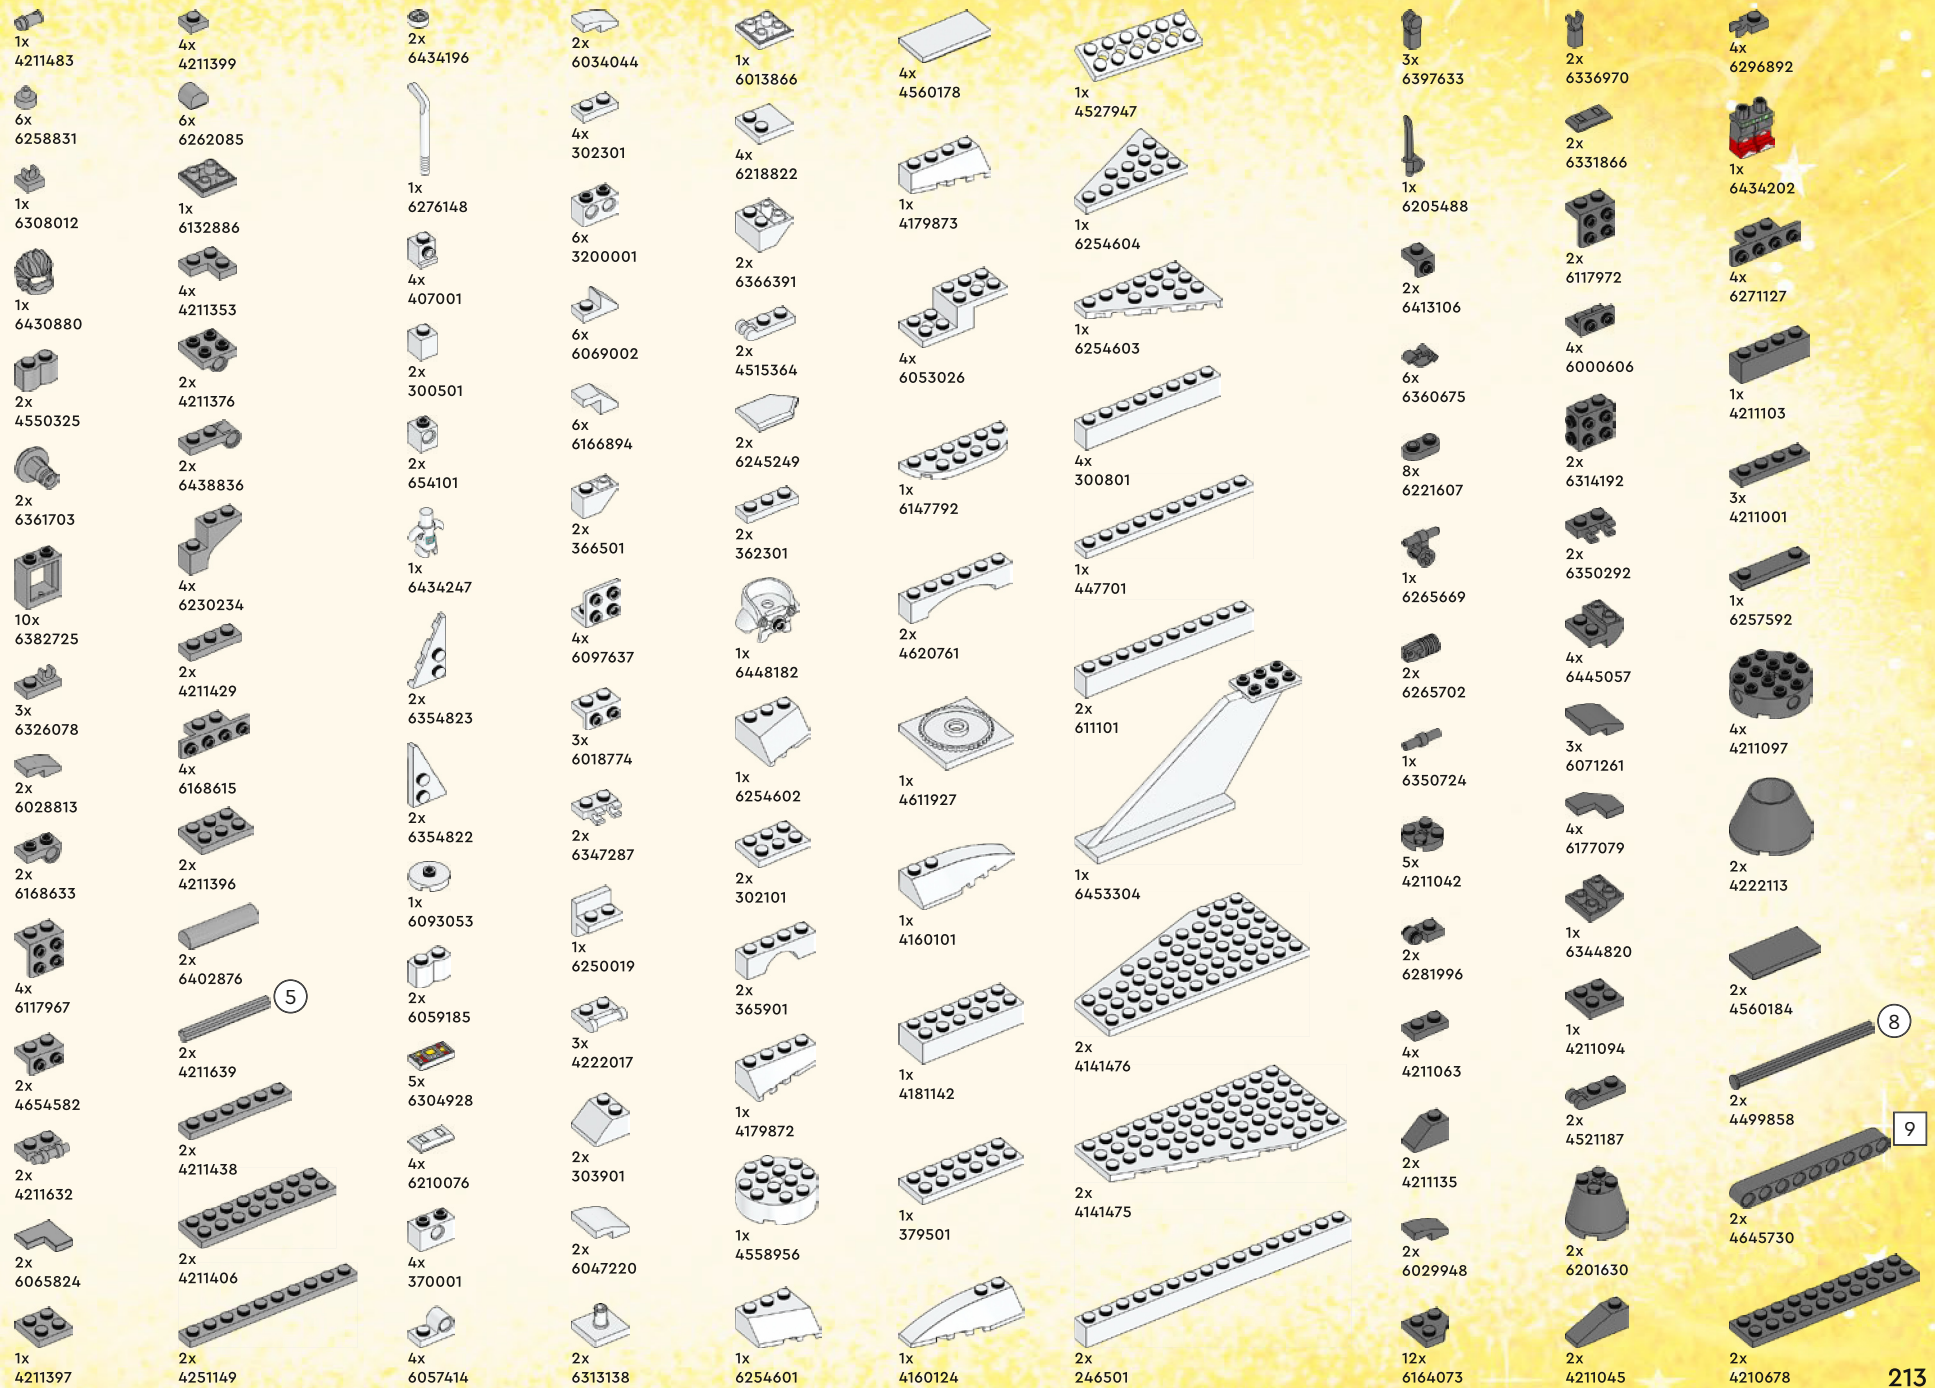 1x
4211483
6x
6258831
1x
6308012
1x
6430880
2x
4550325
2x
6361703
10x
6382725
3x
6326078
2x
6028813
2x
6168633
4x
6117967
2x
4654582
2x
4211632
2x
6065824
1x
4211397
4x
4211399
6x
6262085
1x
6132886
4x
4211353
2x
4211376
2x
6438836
4x
6230234
2x
4211429
4x
6168615
2x
4211396
2x
6402876
5
2x
4211639
2x
4211438
2x
4211406
2x
4251149
2x
6434196
1x
6276148
4x
407001
2x
300501
2x
654101
1x
6434247
2x
6354823
2x
6354822
1x
6093053
2x
6059185
5x
6304928
4x
6210076
4x
370001
4x
6057414
2x
6034044
4x
302301
6x
3200001
6x
6069002
6x
6166894
2x
366501
4x
6097637
3x
6018774
2x
6347287
1x
6250019
3x
4222017
2x
303901
2x
6047220
2x
6313138
1x
6013866
4x
6218822
2x
6366391
2x
4515364
2x
6245249
2x
362301
1x
6448182
1x
6254602
2x
302101
2x
365901
1x
4179872
1x
4558956
1x
6254601
4x
4560178
1x
4179873
4x
6053026
1x
6147792
2x
4620761
1x
4611927
1x
4160101
1x
4181142
1x
379501
1x
4160124
1x
4527947
1x
6254604
1x
6254603
4x
300801
1x
447701
2x
611101
1x
6453304
2x
4141476
2x
4141475
2x
246501
3x
6397633
1x
6205488
2x
6413106
6x
6360675
8x
6221607
1x
6265669
2x
6265702
1x
6350724
5x
4211042
2x
6281996
4x
4211063
2x
4211135
2x
6029948
12x
6164073
2x
6336970
2x
6331866
2x
6117972
4x
6000606
2x
6314192
2x
6350292
4x
6445057
3x
6071261
4x
6177079
1x
6344820
1x
4211094
2x
4521187
2x
6201630
2x
4211045
4x
6296892
1x
6434202
4x
6271127
1x
4211103
3x
4211001
1x
6257592
4x
4211097
2x
4222113
2x
4560184
8
2x
4499858
9
2x
4645730
2x
4210678
213